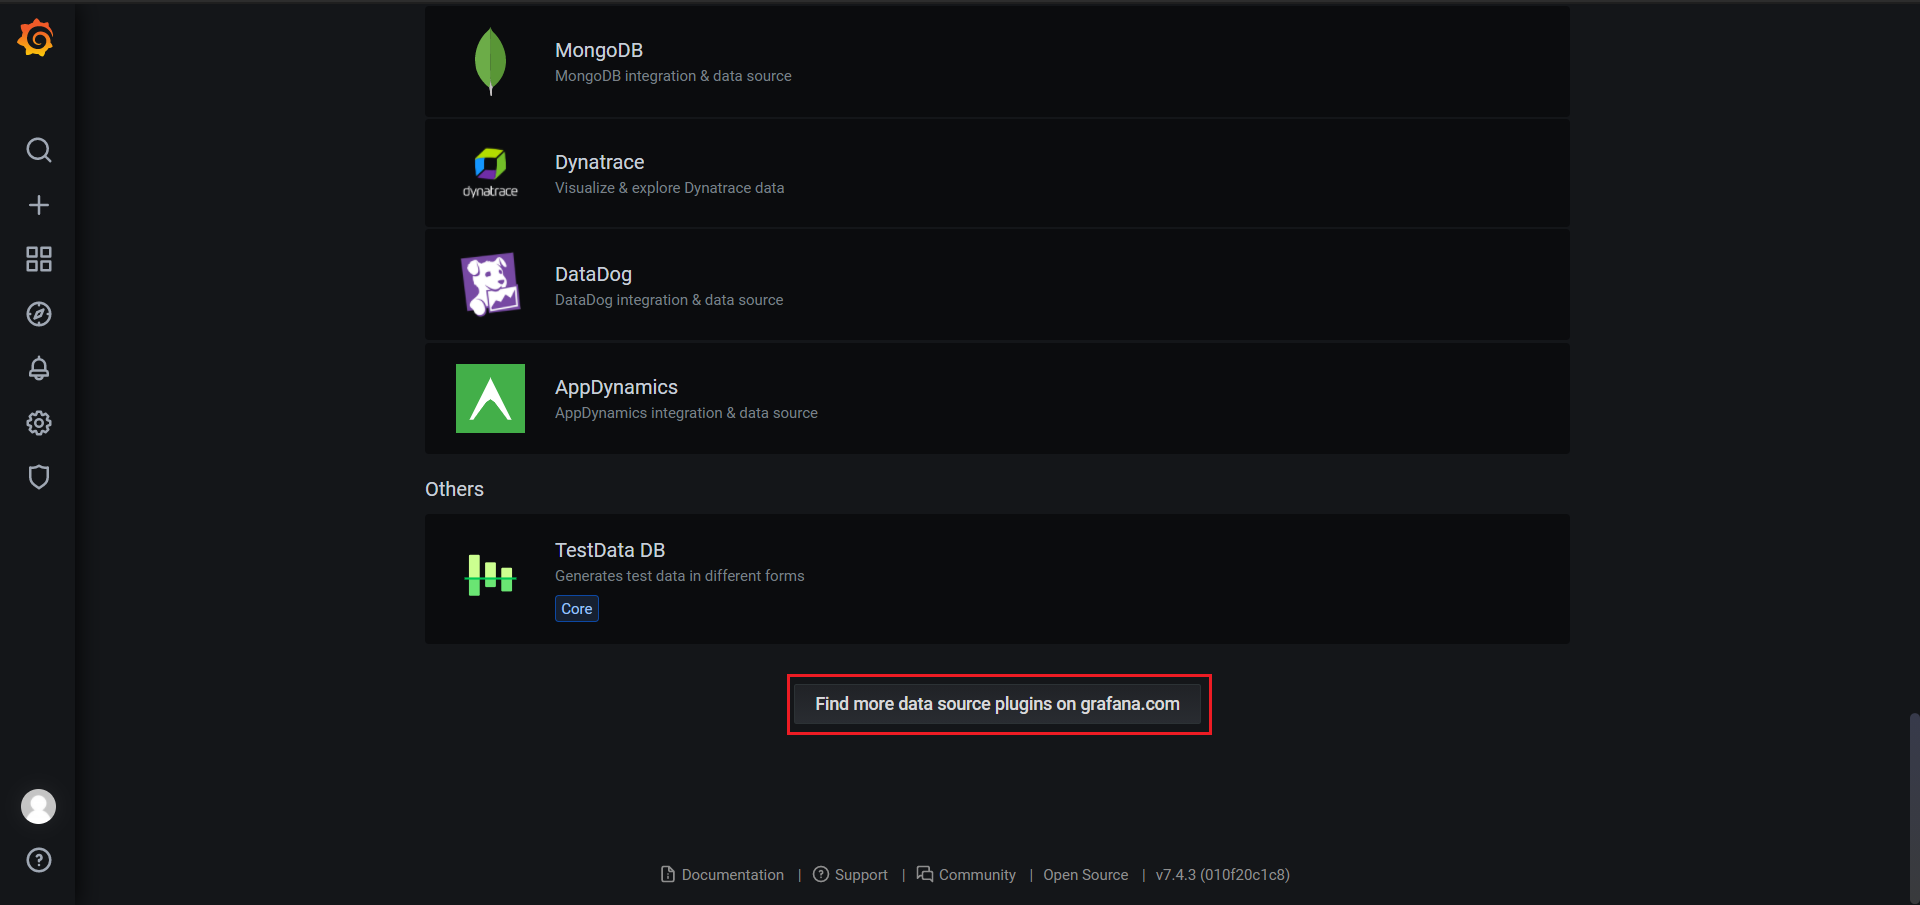 MongoDB
MongoDB integration & data source
dynatrace
Dynatrace
Visualize & explore Dynatrace data
DataDog
DataDog integration & data source
AppDynamics
AppDynamics integration & data source
Others
TestData DB
Generates test data in different forms
Core
Find more data source plugins on grafana.com
Documentation | Support | Community | Open Source | v7.4.3 (010f20c1c8)